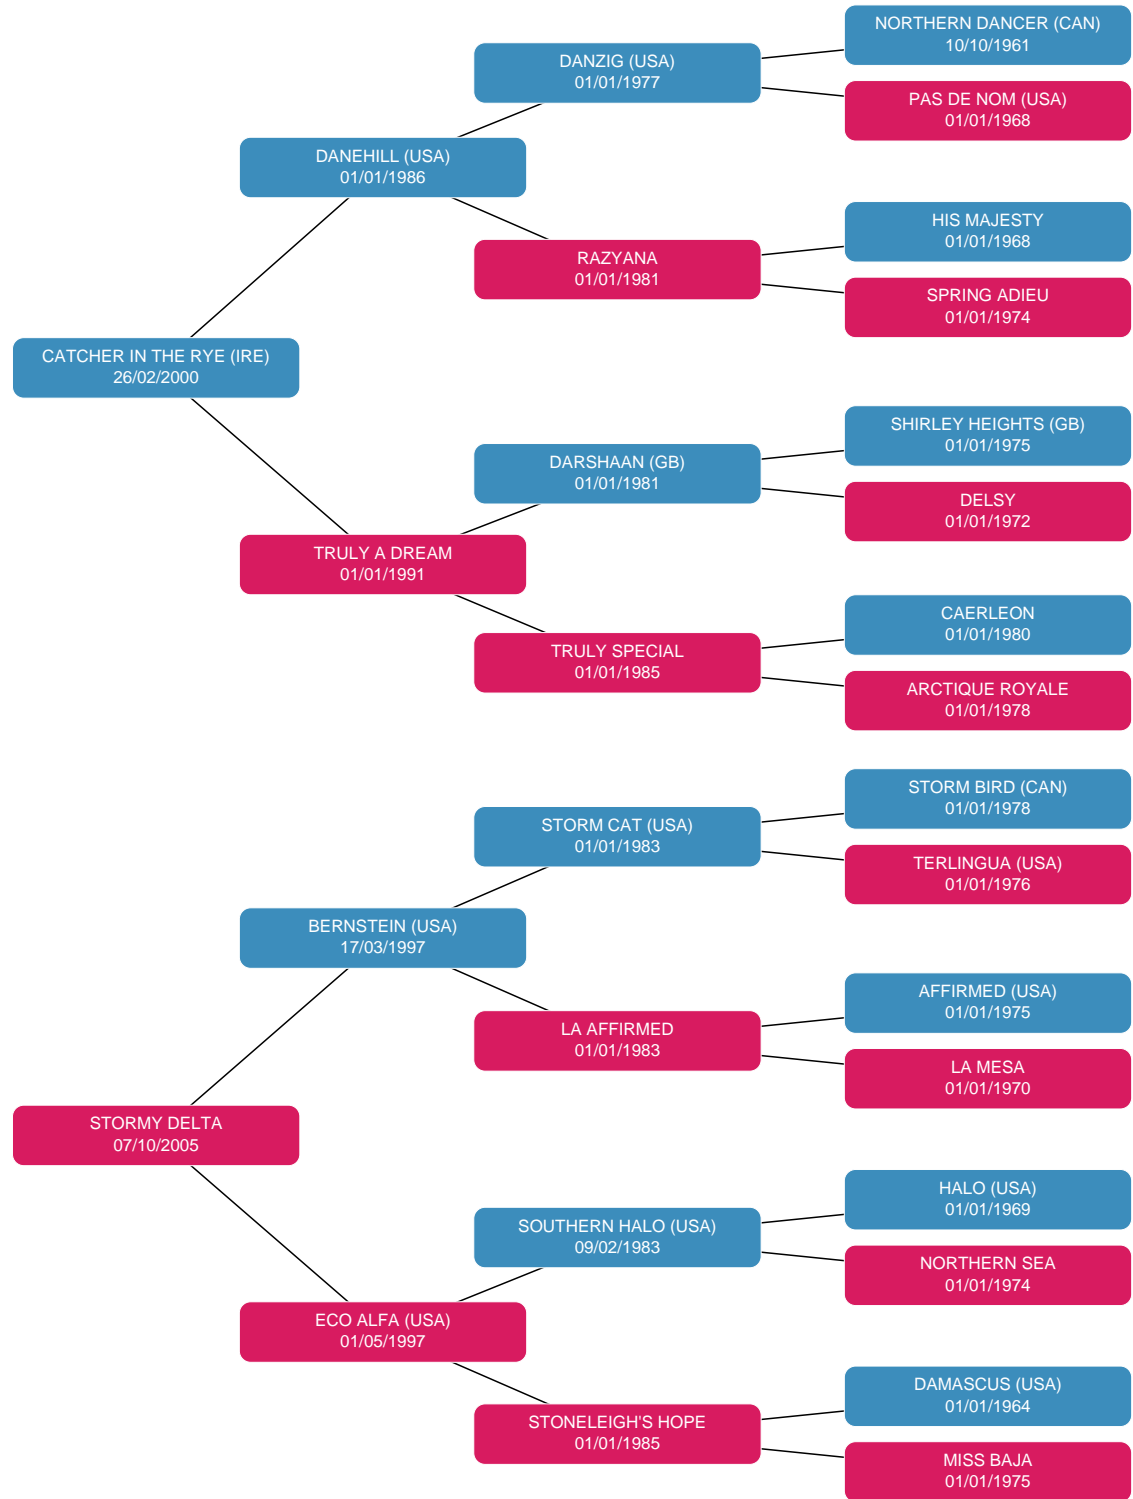 NORTHERN DANCER (CAN)
10/10/1961
DANZIG (USA)
01/01/1977
PAS DE NOM (USA)
01/01/1968
DANEHILL (USA)
01/01/1986
HIS MAJESTY
01/01/1968
RAZYANA
01/01/1981
SPRING ADIEU
01/01/1974
CATCHER IN THE RYE (IRE)
26/02/2000
SHIRLEY HEIGHTS (GB)
01/01/1975
DARSHAAN (GB)
01/01/1981
DELSY
01/01/1972
TRULY A DREAM
01/01/1991
CAERLEON
01/01/1980
TRULY SPECIAL
01/01/1985
ARCTIQUE ROYALE
01/01/1978
STORM BIRD (CAN)
01/01/1978
STORM CAT (USA)
01/01/1983
TERLINGUA (USA)
01/01/1976
BERNSTEIN (USA)
17/03/1997
AFFIRMED (USA)
01/01/1975
LA AFFIRMED
01/01/1983
LA MESA
01/01/1970
STORMY DELTA
07/10/2005
HALO (USA)
01/01/1969
SOUTHERN HALO (USA)
09/02/1983
NORTHERN SEA
01/01/1974
ECO ALFA (USA)
01/05/1997
DAMASCUS (USA)
01/01/1964
STONELEIGH'S HOPE
01/01/1985
MISS BAJA
01/01/1975